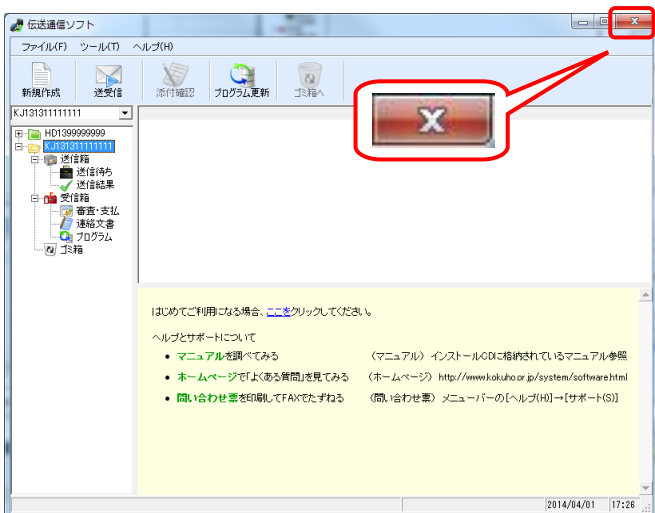 伝送通信ソフト
ファイル(F) ツール(T) ヘルプ(H)
新規作成 送受信 添付確認 プログラム更新 ゴミ箱へ
KJ131311111111
HD1399999999
KJ131311111111
送信箱
送信待ち
送信結果
受信箱
審査・支払
連絡文書
プログラム
ゴミ箱
はじめてご利用になる場合、ここをクリックしてください。
ヘルプとサポートについて
• マニュアルを調べてみる (マニュアル) インストールCDに格納されているマニュアル参照
• ホームページで「よくある質問」を見てみる (ホームページ) http://www.kokuho.or.jp/system/software.html
• 問い合わせ票を印刷してFAXでたずねる (問い合わせ票) メニューバーの[ヘルプ(H)]→[サポート(S)]
2014/04/01 17:26